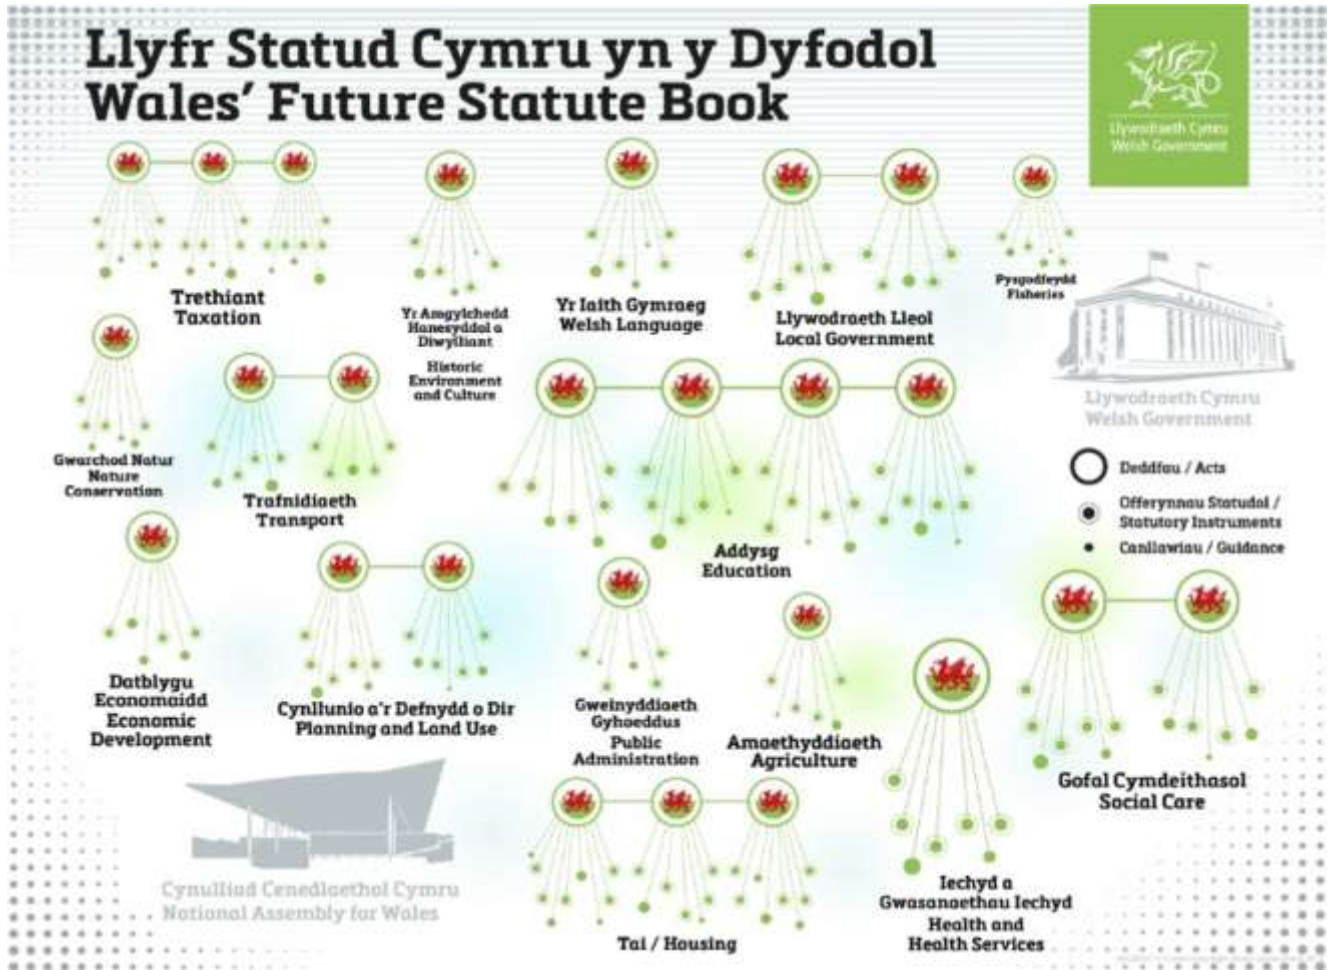 Llyfr Statud Cymru yn y Dyfodol
Wales' Future Statute Book
Llywodraeth Cymru
Welsh Government
Trethiant
Taxation
Yr Amgylchedd
Hanesyddol a
Diwylliant
Historic
Environment
and Culture
Yr Iaith Gymraeg
Welsh Language
Llywodraeth Lleol
Local Government
Pysgodfeydd
Fisheries
Llywodraeth Cymru
Welsh Government
Gwarchod Natur
Nature
Conservation
Trafnidiaeth
Transport
Addysg
Education
Deddfau / Acts
Offerynnau Statudol /
Statutory Instruments
Canllawiau / Guidance
Datblygu
Economaidd
Economic
Development
Cynllunio a'r Defnydd o Dir
Planning and Land Use
Gweinyddiaeth
Gyhoeddus
Public
Administration
Amaethyddiaeth
Agriculture
Gofal Cymdeithasol
Social Care
Cynulliad Cenedlaethol Cymru
National Assembly for Wales
Tai / Housing
Iechyd a
Gwasanaethau Iechyd
Health and
Health Services